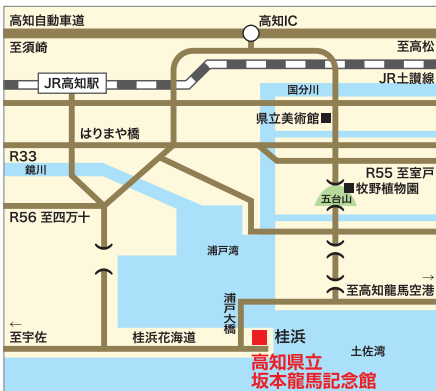 高知自動車道
高知IC
至須崎
至高松
JR高知駅
JR土讃線
国分川
県立美術館
はりまや橋
R33
鏡川
R55 至室戸
牧野植物園
五台山
R56 至四万十
浦戸湾
→
至高知龍馬空港
浦戸大橋
←
至宇佐
桂浜花海道
桂浜
土佐湾
高知県立
坂本龍馬記念館